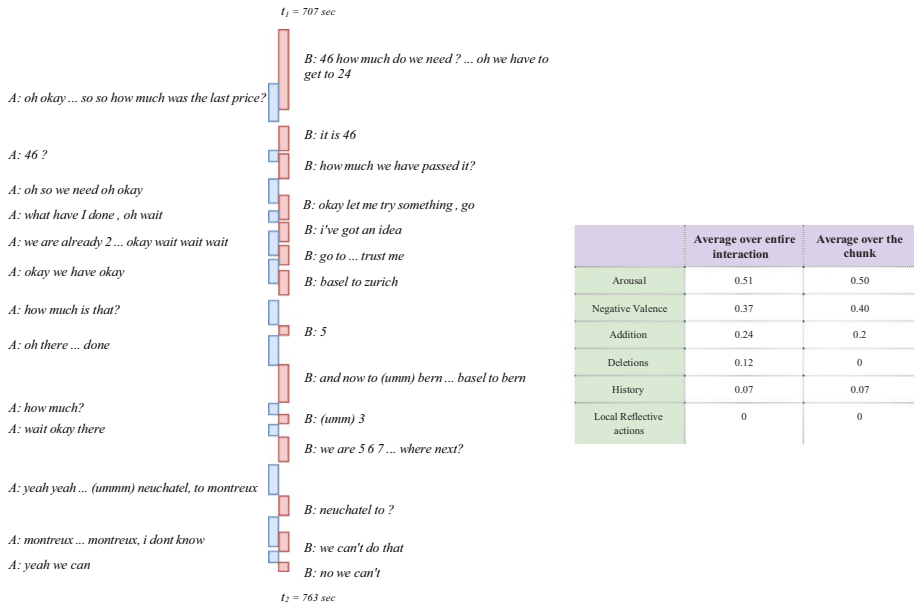 t1 = 707 sec
B: 46 how much do we need ? ... oh we have to
get to 24
A: oh okay ... so so how much was the last price?
B: it is 46
A: 46 ?
B: how much we have passed it?
A: oh so we need oh okay
B: okay let me try something , go
A: what have I done , oh wait
B: i've got an idea
A: we are already 2 ... okay wait wait wait
B: go to ... trust me
A: okay we have okay
B: basel to zurich
A: how much is that?
B: 5
A: oh there ... done
B: and now to (umm) bern ... basel to bern
A: how much?
B: (umm) 3
A: wait okay there
B: we are 5 6 7 ... where next?
A: yeah yeah ... (ummm) neuchatel, to montreux
B: neuchatel to ?
A: montreux ... montreux, i dont know
B: we can't do that
A: yeah we can
B: no we can't
t2 = 763 sec
Average over entire interaction Average over the chunk
Arousal 0.51 0.50
Negative Valence 0.37 0.40
Addition 0.24 0.2
Deletions 0.12 0
History 0.07 0.07
Local Reflective actions 0 0